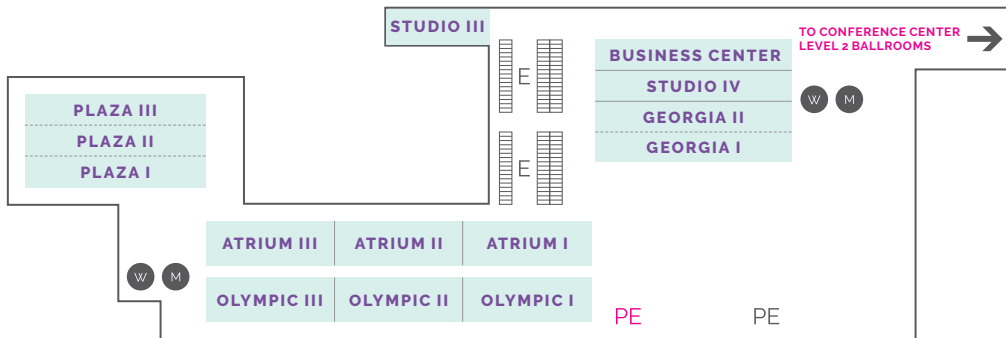 STUDIO III
TO CONFERENCE CENTER
LEVEL 2 BALLROOMS
E
BUSINESS CENTER
STUDIO IV
GEORGIA II
GEORGIA I
W M
PLAZA III
PLAZA II
PLAZA I
E
ATRIUM III ATRIUM II ATRIUM I
W M
OLYMPIC III OLYMPIC II OLYMPIC I
PE PE